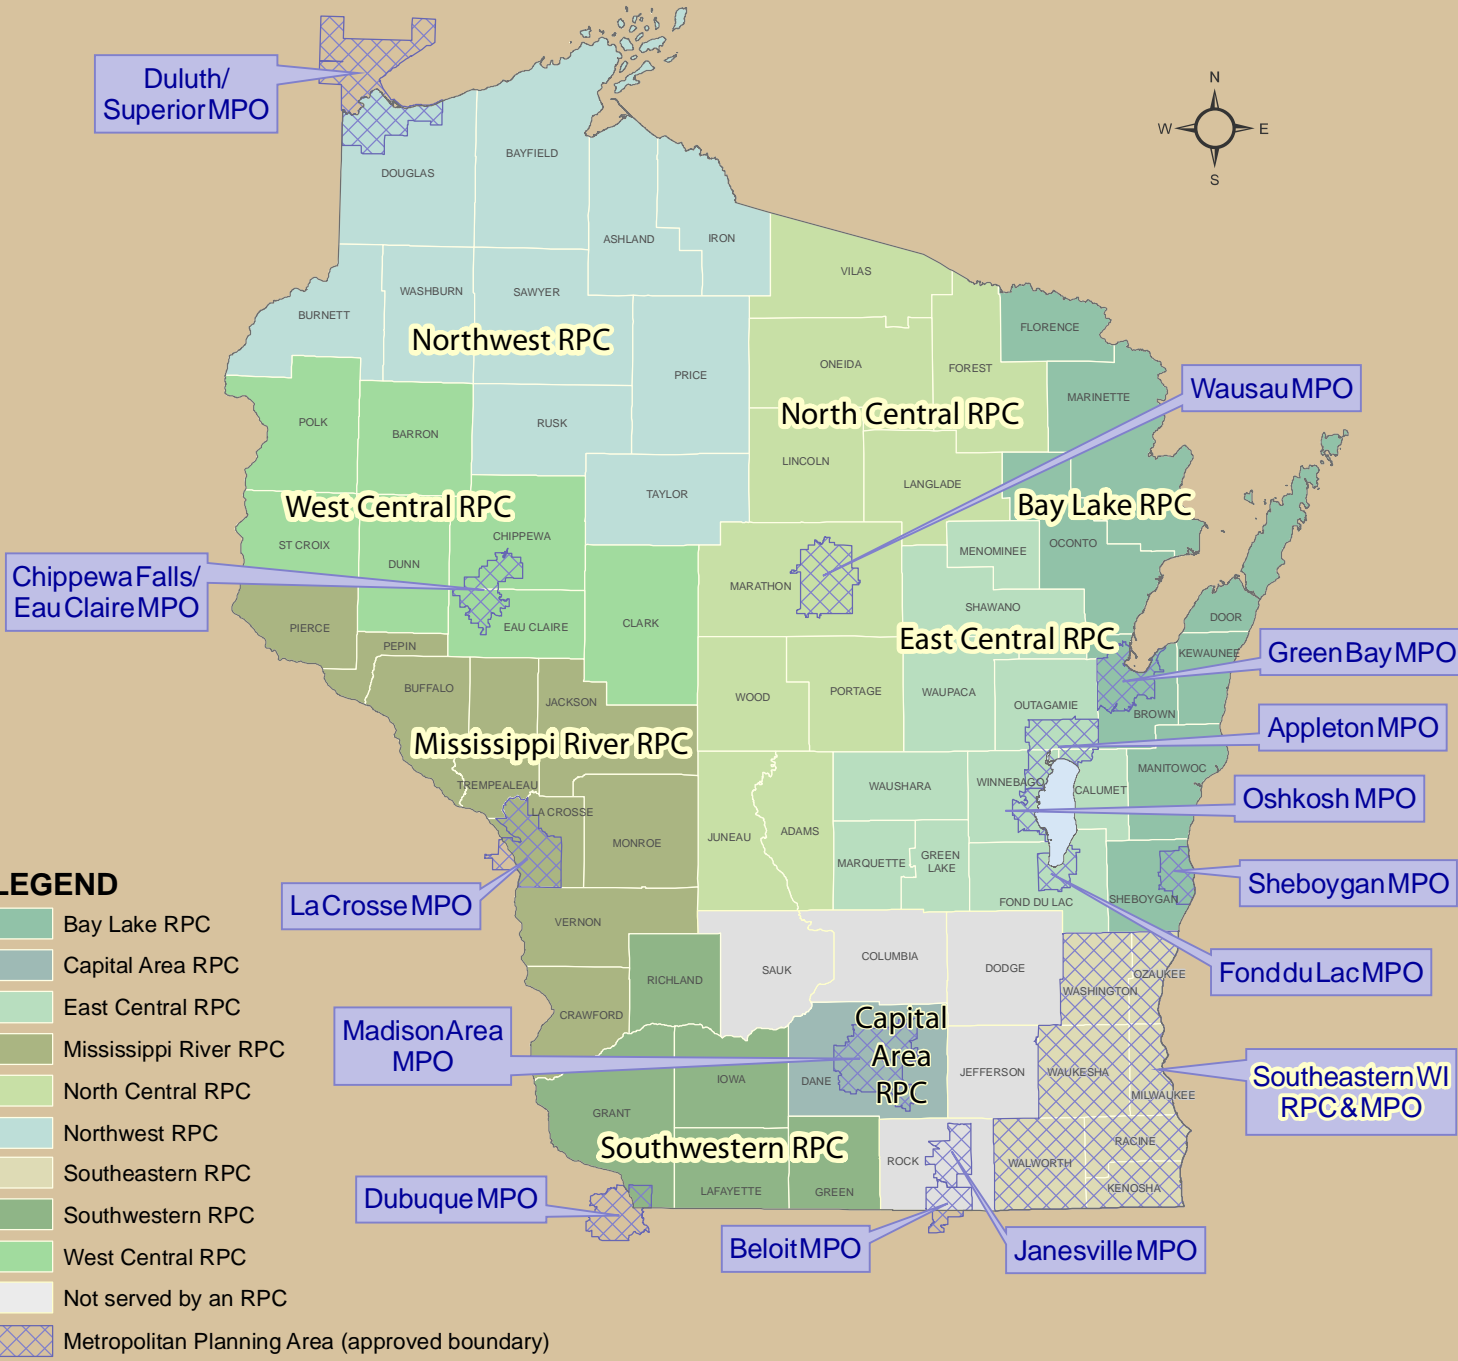 Duluth/
Superior MPO
N
W
E
S
BAYFIELD
DOUGLAS
ASHLAND
IRON
VILAS
WASHBURN
SAWYER
BURNETT
FLORENCE
Northwest RPC
ONEIDA
FOREST
PRICE
MARINETTE
Wausau MPO
North Central RPC
POLK
BARRON
RUSK
LINCOLN
LANGLADE
TAYLOR
West Central RPC
Bay Lake RPC
CHIPPEWA
ST CROIX
DUNN
MENOMINEE
OCONTO
Chippewa Falls/
Eau Claire MPO
MARATHON
SHAWANO
DOOR
PIERCE
EAU CLAIRE
CLARK
East Central RPC
PEPIN
KEWAUNEE
Green Bay MPO
BUFFALO
JACKSON
WOOD
PORTAGE
WAUPACA
OUTAGAMIE
BROWN
Appleton MPO
Mississippi River RPC
TREMPEALEAU
WAUSHARA
WINNEBAGO
CALUMET
MANITOWOC
Oshkosh MPO
LA CROSSE
MONROE
JUNEAU
ADAMS
MARQUETTE
GREEN
LAKE
LEGEND
La Crosse MPO
FOND DU LAC
SHEBOYGAN
Sheboygan MPO
Bay Lake RPC
VERNON
Capital Area RPC
RICHLAND
SAUK
COLUMBIA
DODGE
WASHINGTON
OZAUKEE
Fond du Lac MPO
East Central RPC
CRAWFORD
Capital
Area
RPC
Madison Area
MPO
Mississippi River RPC
IOWA
DANE
JEFFERSON
WAUKESHA
MILWAUKEE
Southeastern WI
RPC & MPO
North Central RPC
GRANT
Northwest RPC
Southwestern RPC
ROCK
WALWORTH
RACINE
Southeastern RPC
Dubuque MPO
LAFAYETTE
GREEN
KENOSHA
Southwestern RPC
Beloit MPO
Janesville MPO
West Central RPC
Not served by an RPC
Metropolitan Planning Area (approved boundary)